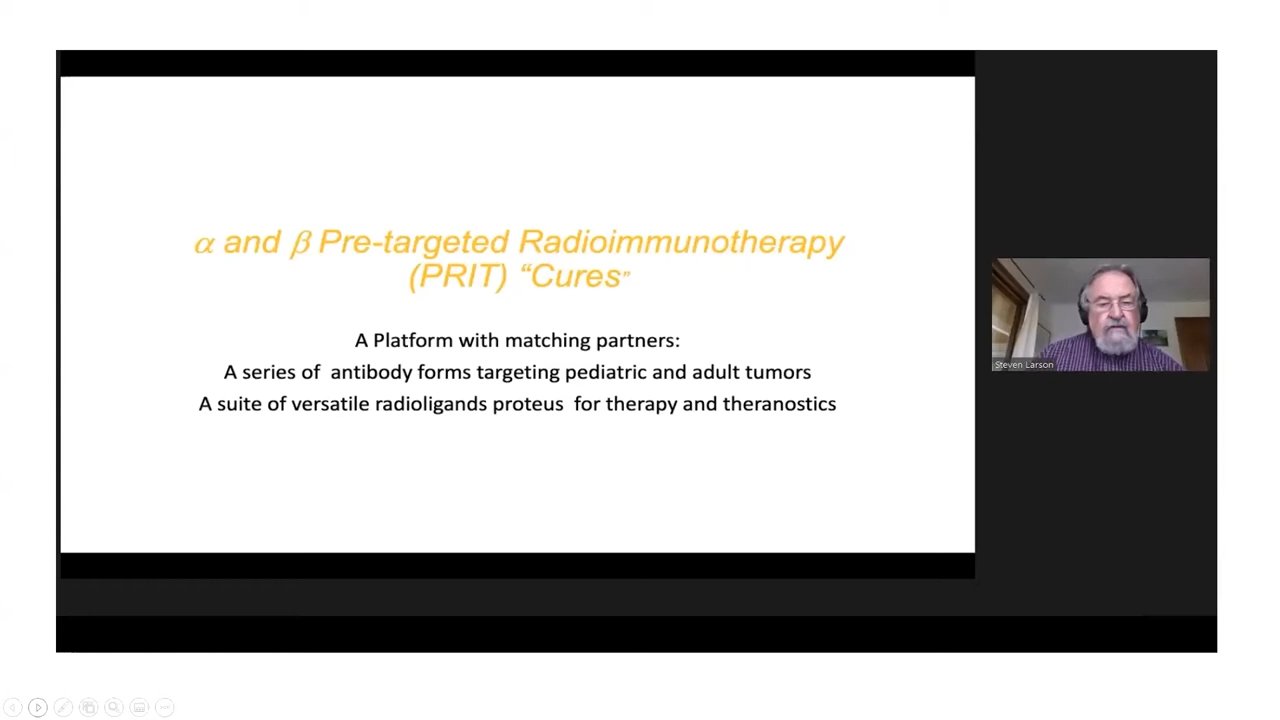 α and β Pre-targeted Radioimmunotherapy
(PRIT) “Cures”
A Platform with matching partners:
A series of antibody forms targeting pediatric and adult tumors
A suite of versatile radioligands proteus for therapy and theranostics
Steven Larson